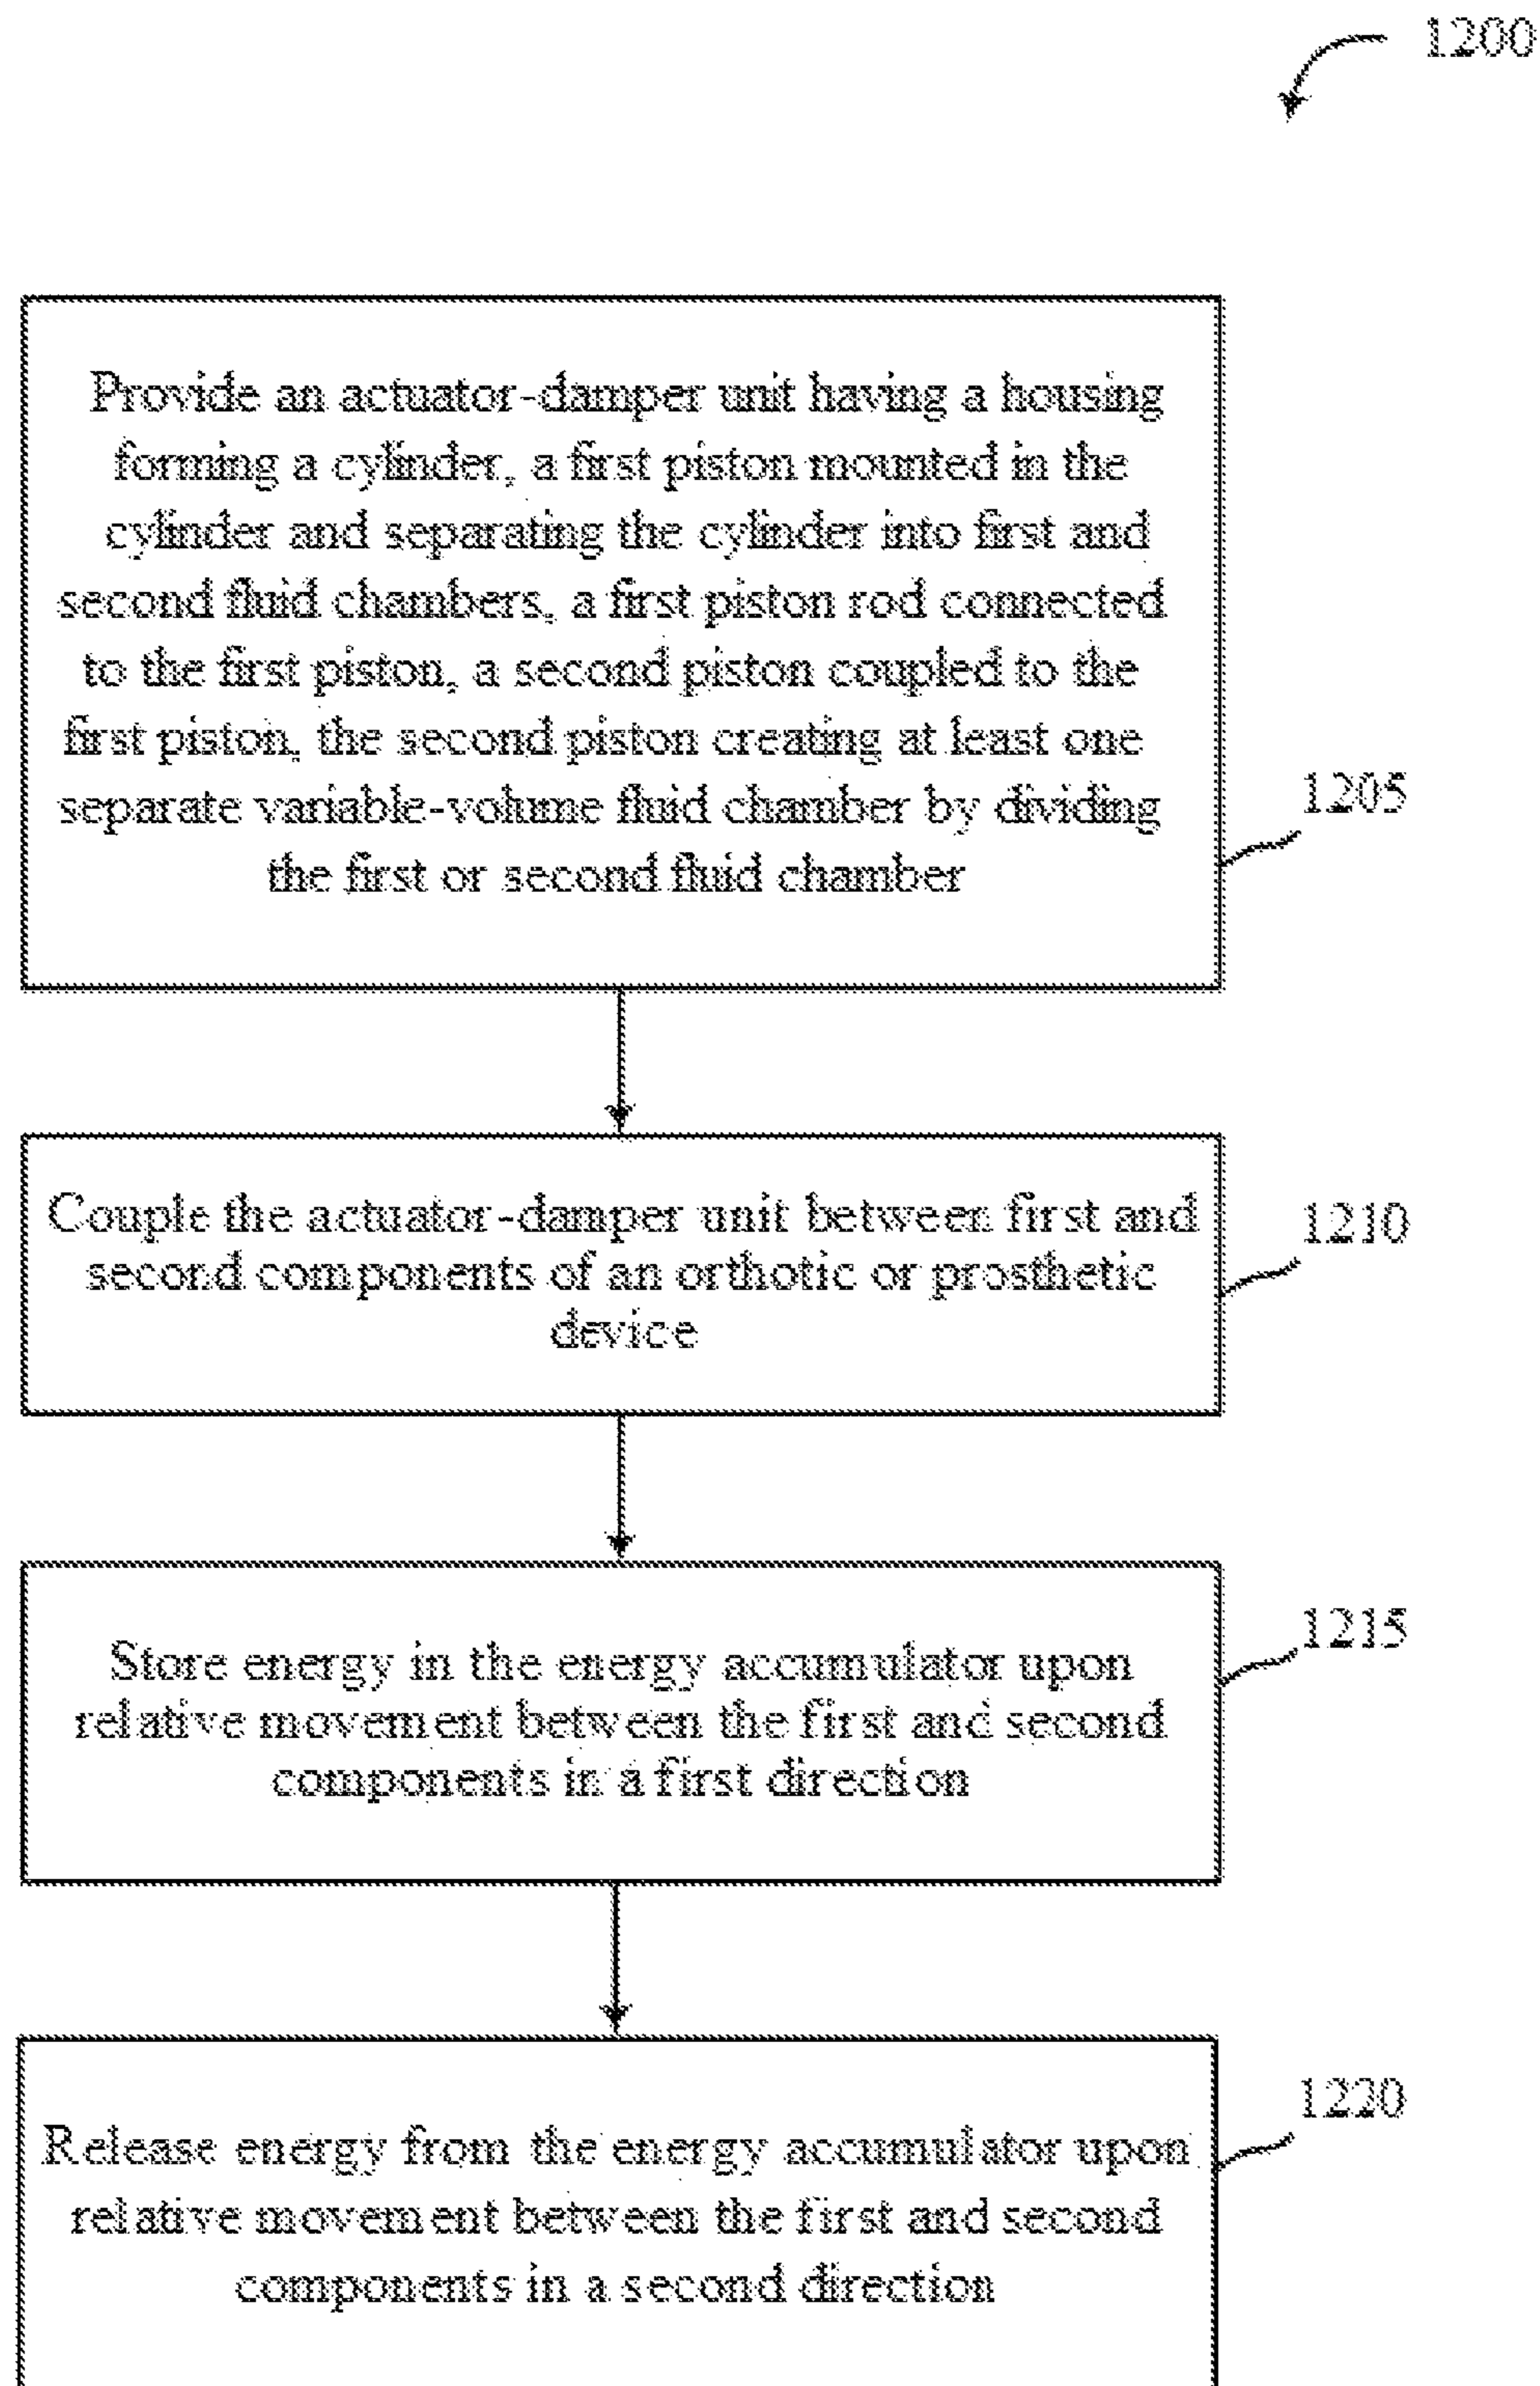 1200
Provide an actuator-damper unit having a housing
forming a cylinder, a first piston mounted in the
cylinder and separating the cylinder into first and
second fluid chambers, a first piston rod connected
to the first piston, a second piston coupled to the
first piston, the second piston creating at least one
separate variable-volume fluid chamber by dividing
the first or second fluid chamber
1205
Couple the actuator-damper unit between first and
second components of an orthotic or prosthetic
device
1210
Store energy in the energy accumulator upon
relative movement between the first and second
components in a first direction
1215
Release energy from the energy accumulator upon
relative movement between the first and second
components in a second direction
1220